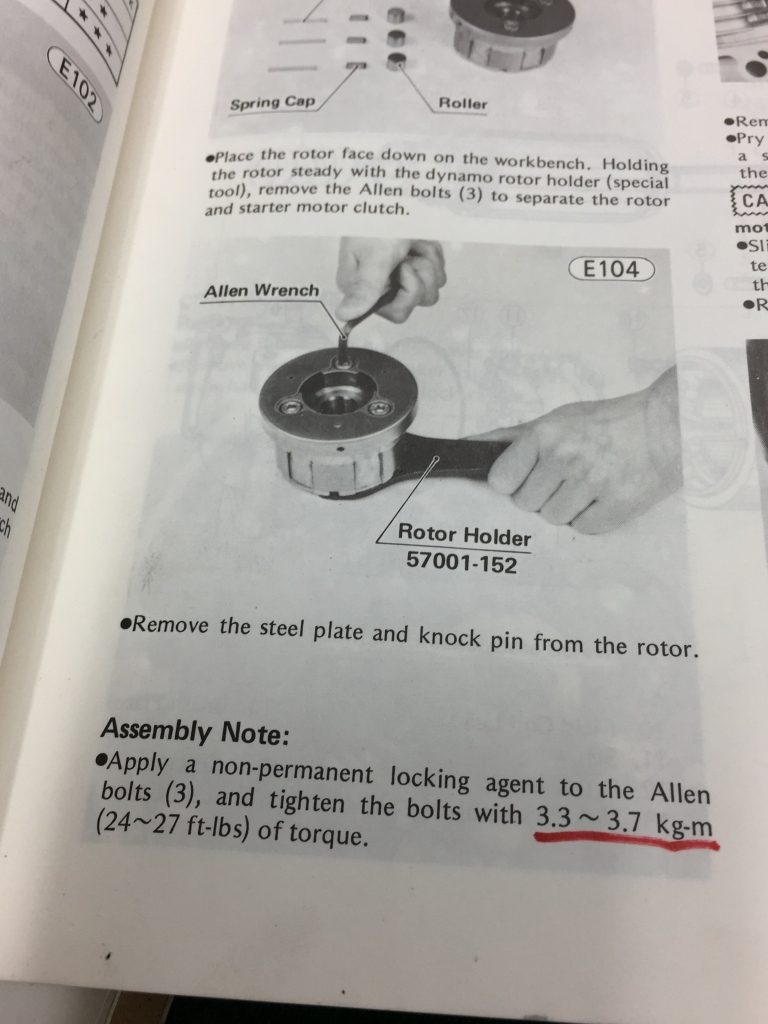 E102
Spring Cap
Roller
●Place the rotor face down on the workbench. Holding
the rotor steady with the dynamo rotor holder (special
tool), remove the Allen bolts (3) to separate the rotor
and starter motor clutch.
E104
Allen Wrench
Rotor Holder
57001-152
●Remove the steel plate and knock pin from the rotor.
Assembly Note:
●Apply a non-permanent locking agent to the Allen
bolts (3), and tighten the bolts with 3.3～3.7 kg-m
(24～27 ft-lbs) of torque.
and
●Pry
a s
the